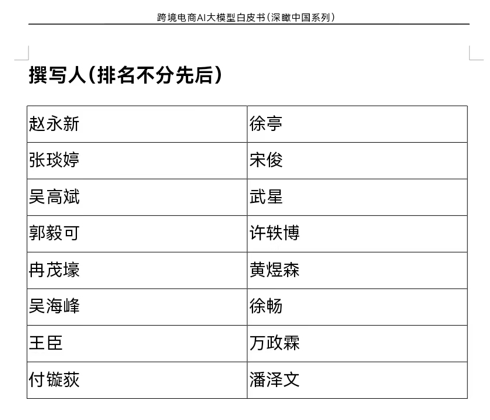 跨境电商AI大模型白皮书(深瞰中国系列)
撰写人(排名不分先后)
赵永新 徐亭
张琰婷 宋俊
吴高斌 武星
郭毅可 许轶博
冉茂壕 黄煜森
吴海峰 徐畅
王臣 万政霖
付镟荻 潘泽文